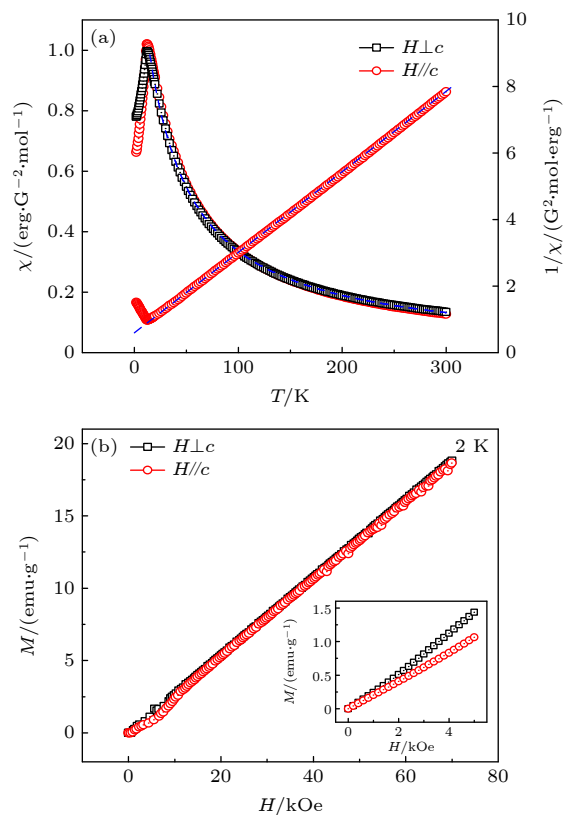 (a)
H⊥c
H//c
1.0
0.8
0.6
0.4
0.2
0
10
8
6
4
2
0
χ/(erg·G⁻²·mol⁻¹)
1/χ/(G²·mol·erg⁻¹)
0 100 200 300
T/K
(b)
H⊥c
H//c
2 K
20
15
10
5
0
M/(emu·g⁻¹)
0 20 40 60 80
H/kOe
1.5
1.0
0.5
0
M/(emu·g⁻¹)
0 2 4
H/kOe